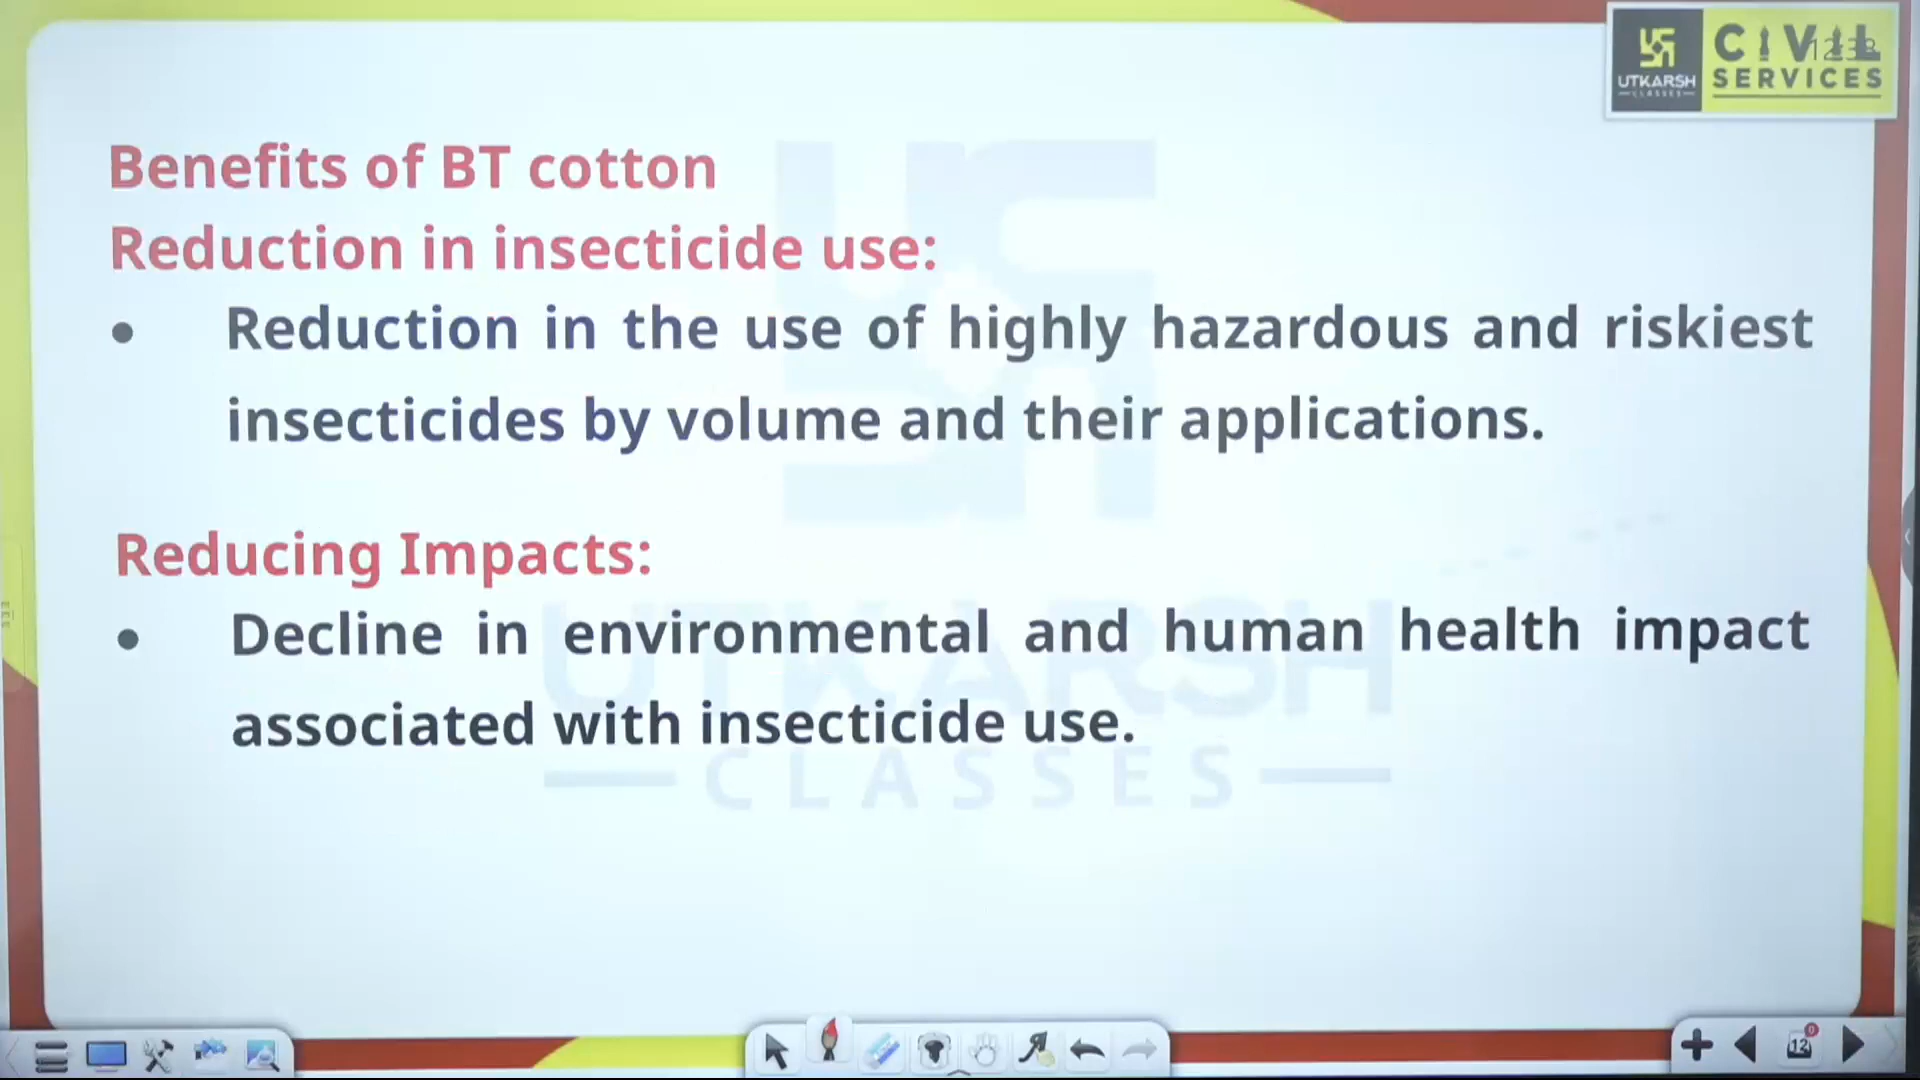 CIVIL
SERVICES
UTKARSH
CLASSES
Benefits of BT cotton
Reduction in insecticide use:
● Reduction in the use of highly hazardous and riskiest
insecticides by volume and their applications.
Reducing Impacts:
● Decline in environmental and human health impact
associated with insecticide use.
UTKARSH
CLASSES
12